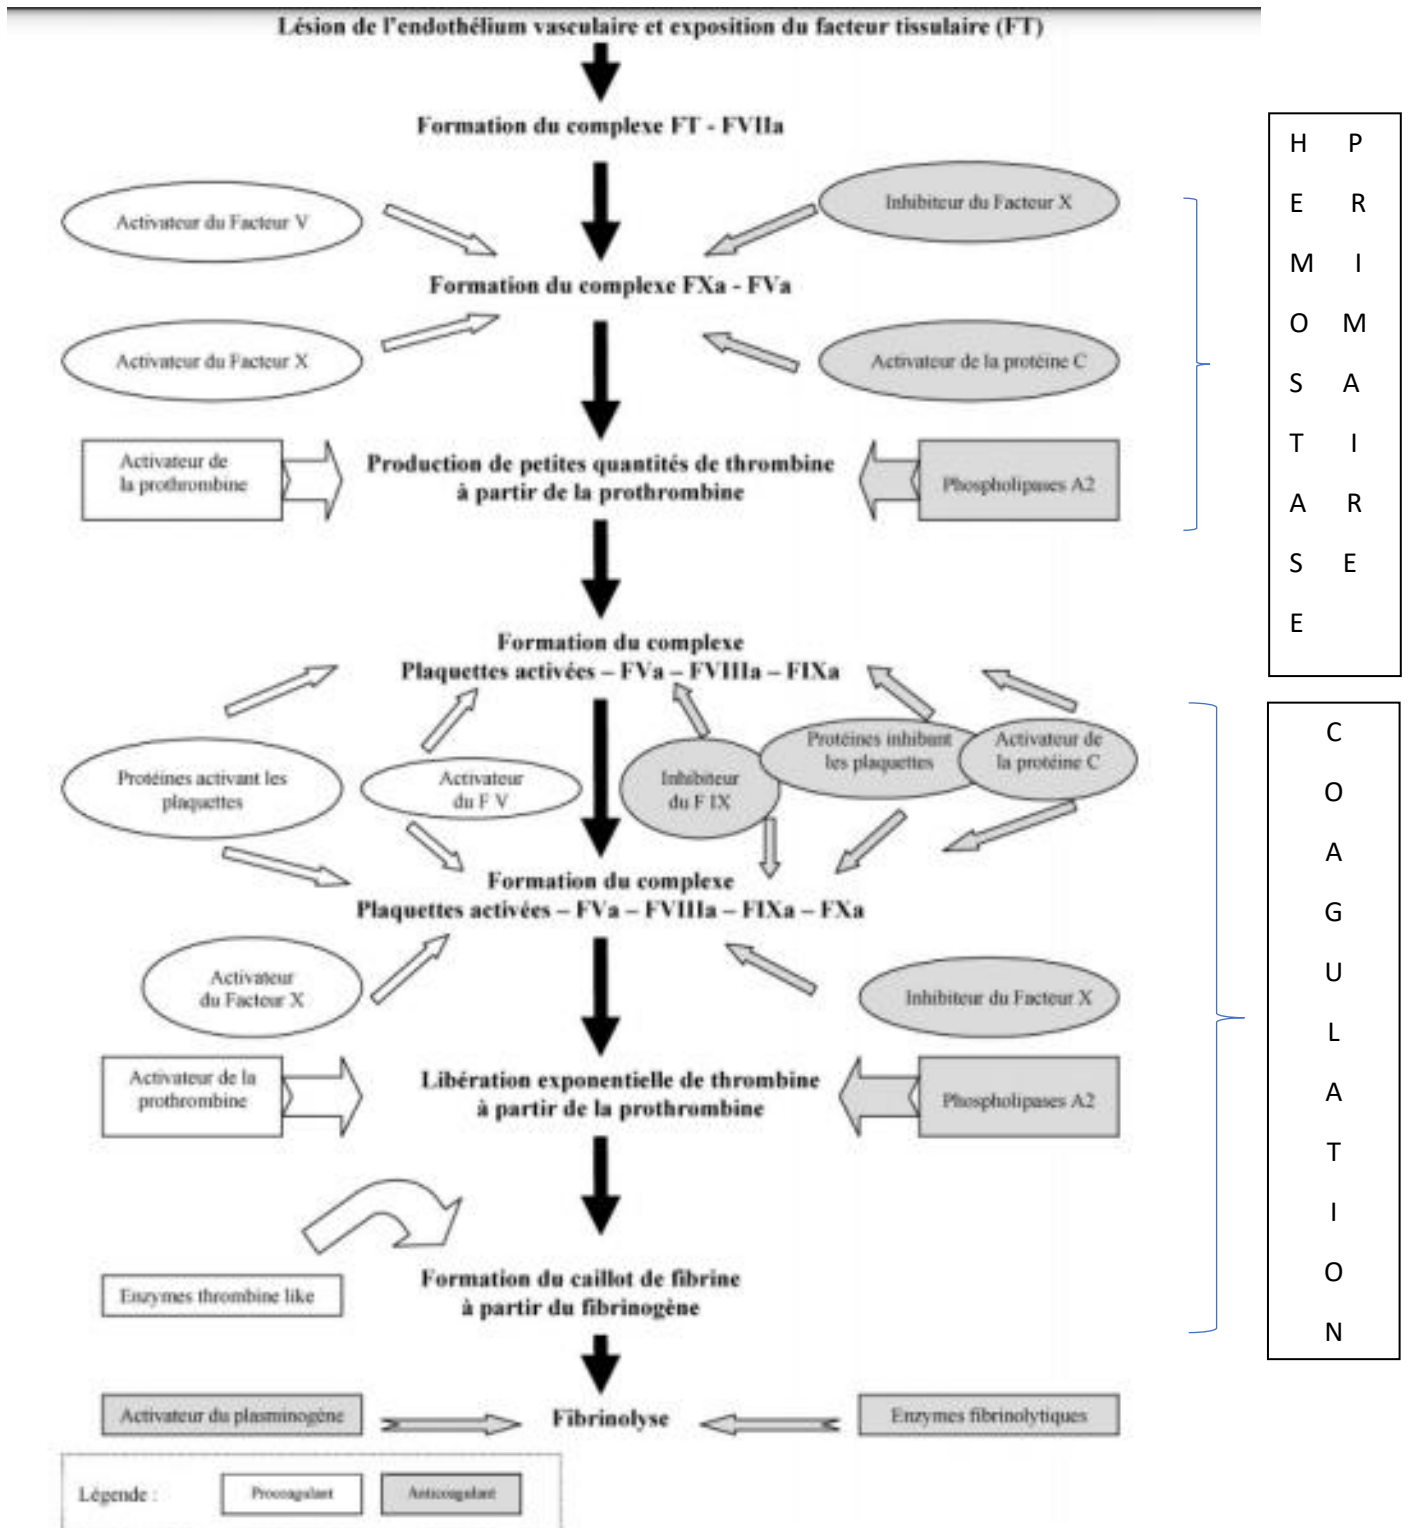 Lésion de l'endothélium vasculaire et exposition du facteur tissulaire (FT)
Formation du complexe FT - FVIIa
Activateur du Facteur V
Inhibiteur du Facteur X
Formation du complexe FXa - FVa
Activateur du Facteur X
Activateur de la protéine C
Activateur de
la prothrombine
Production de petites quantités de thrombine
à partir de la prothrombine
Phospholipases A2
Formation du complexe
Plaquettes activées – FVa – FVIIIa – FIXa
Protéines activant les
plaquettes
Activateur
du F V
Inhibiteur
du F IX
Protéines inhibant
les plaquettes
Activateur de
la protéine C
Formation du complexe
Plaquettes activées – FVa – FVIIIa – FIXa – FXa
Activateur
du Facteur X
Inhibiteur du Facteur X
Activateur de la
prothrombine
Libération exponentielle de thrombine
à partir de la prothrombine
Phospholipases A2
Enzymes thrombine like
Formation du caillot de fibrine
à partir du fibrinogène
Activateur du plasminogène
Fibrinolyse
Enzymes fibrinolytiques
Légende :
Procoagulant
Anticoagulant
H P
E R
M I
O M
S A
T I
A R
S E
E
C
O
A
G
U
L
A
T
I
O
N